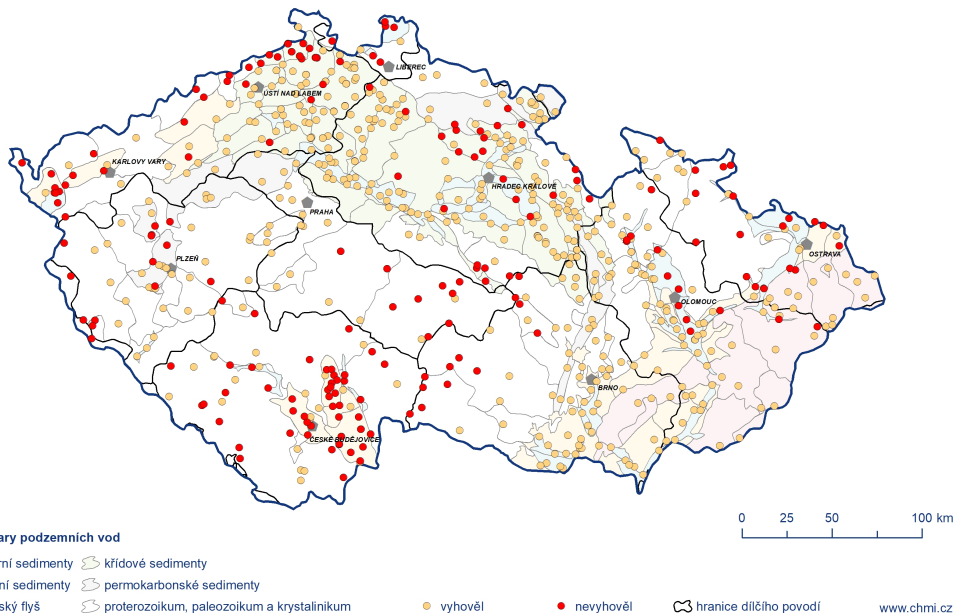 LIBEREC
ÚSTÍ NAD LABEM
KARLOVY VARY
HRADEC KRÁLOVÉ
PRAHA
PLZEŇ
OSTRAVA
OLOMOUC
BRNO
ČESKÉ BUDĚJOVICE
0 25 50 100 km
ary podzemních vod
rní sedimenty křídové sedimenty
ní sedimenty permokarbonské sedimenty
ský flyš proterozoikum, paleozoikum a krystalinikum vyhověl nevyhověl hranice dílčího povodí
www.chmi.cz